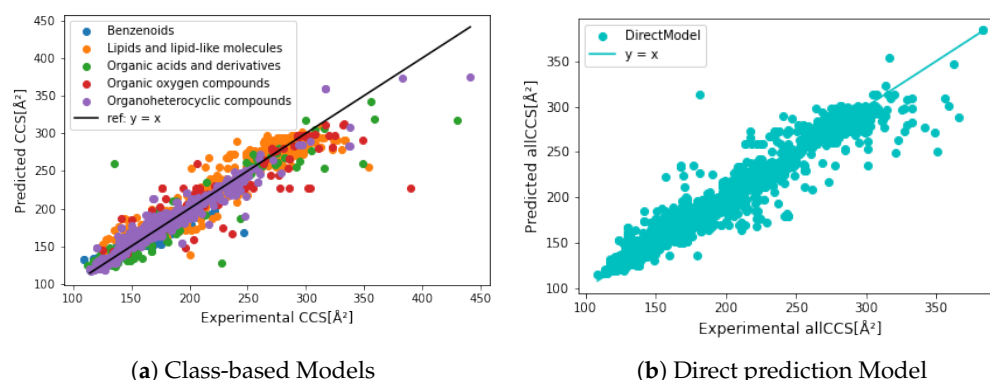 Benzenoids
Lipids and lipid-like molecules
Organic acids and derivatives
Organic oxygen compounds
Organoheterocyclic compounds
ref: y = x
450
400
350
300
250
200
150
100
Predicted CCS[Å²]
100 150 200 250 300 350 400 450
Experimental CCS[Å²]
(a) Class-based Models
DirectModel
y = x
400
350
300
250
200
150
100
Predicted allCCS[Å²]
100 150 200 250 300 350
Experimental allCCS[Å²]
(b) Direct prediction Model